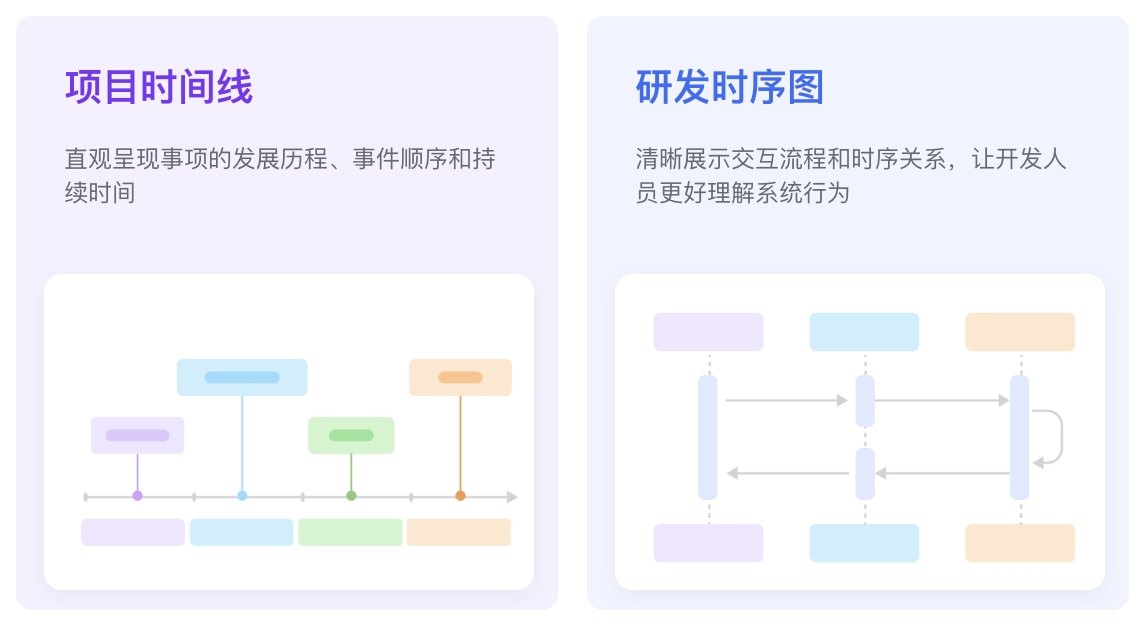 项目时间线
直观呈现事项的发展历程、事件顺序和持
续时间
研发时序图
清晰展示交互流程和时序关系，让开发人
员更好理解系统行为